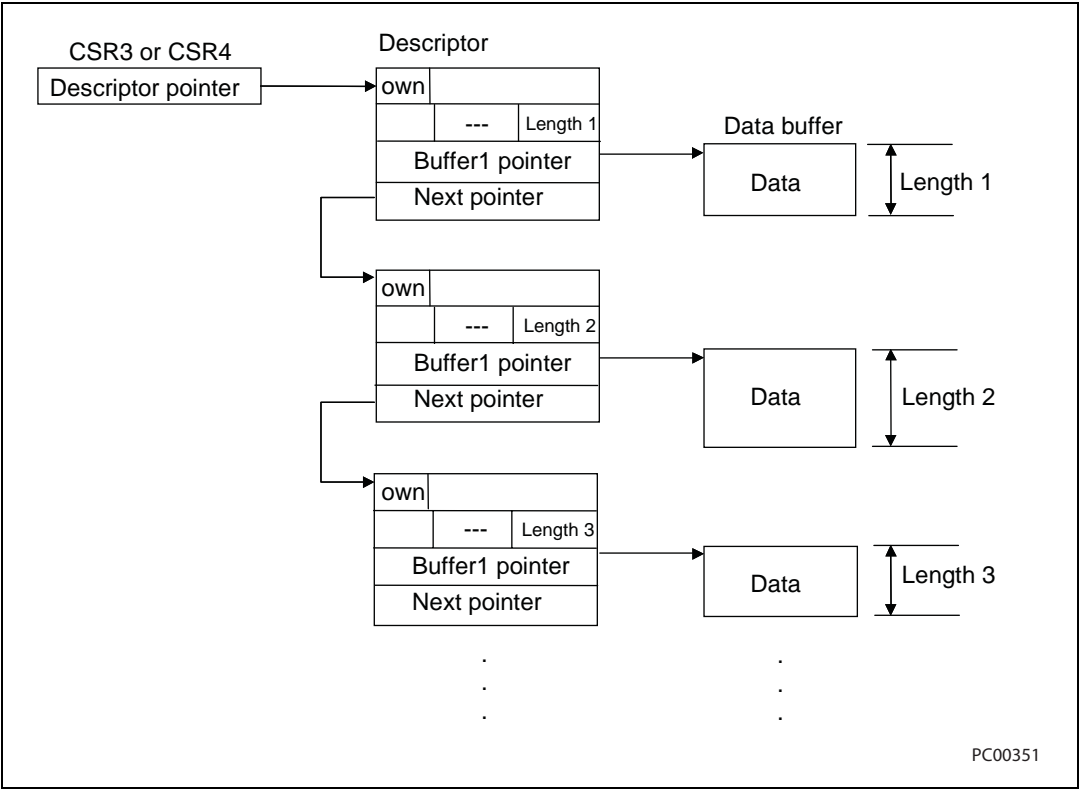 CSR3 or CSR4
Descriptor pointer
Descriptor
own
--- Length 1
Buffer1 pointer
Next pointer
Data buffer
Data
Length 1
own
--- Length 2
Buffer1 pointer
Next pointer
Data
Length 2
own
--- Length 3
Buffer1 pointer
Next pointer
Data
Length 3
.
.
.
.
.
.
PC00351